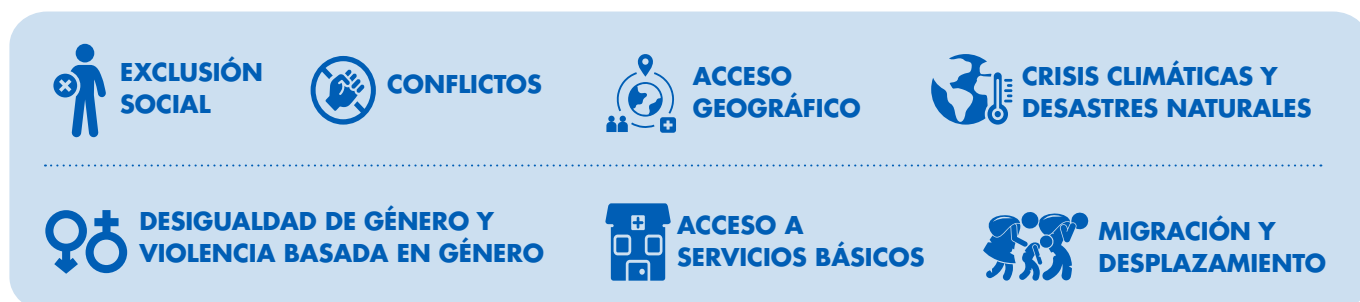 EXCLUSIÓN
SOCIAL
CONFLICTOS
ACCESO
GEOGRÁFICO
CRISIS CLIMÁTICAS Y
DESASTRES NATURALES
DESIGUALDAD DE GÉNERO Y
VIOLENCIA BASADA EN GÉNERO
ACCESO A
SERVICIOS BÁSICOS
MIGRACIÓN Y
DESPLAZAMIENTO